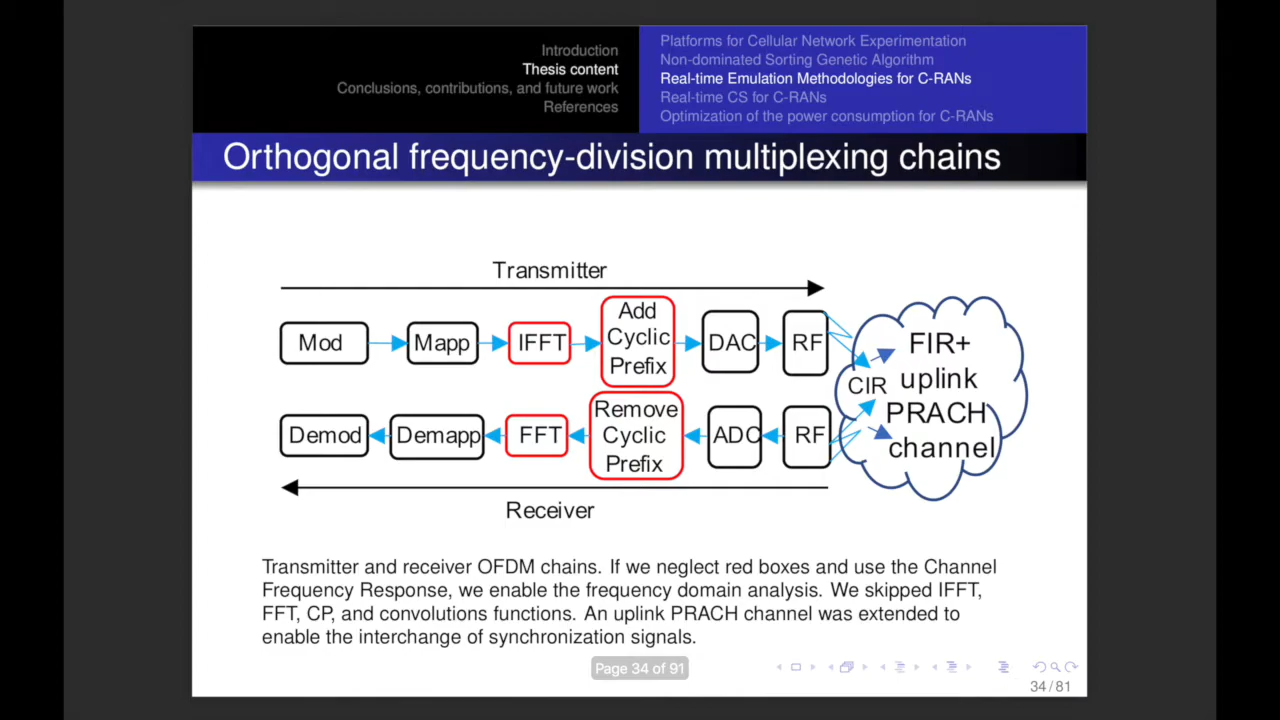 Introduction
Thesis content
Conclusions, contributions, and future work
References
Platforms for Cellular Network Experimentation
Non-dominated Sorting Genetic Algorithm
Real-time Emulation Methodologies for C-RANs
Real-time CS for C-RANs
Optimization of the power consumption for C-RANs
Orthogonal frequency-division multiplexing chains
Transmitter
Mod
Mapp
IFFT
Add
Cyclic
Prefix
DAC
RF
CIR
FIR+
uplink
PRACH
channel
Demod
Demapp
FFT
Remove
Cyclic
Prefix
ADC
RF
Receiver
Transmitter and receiver OFDM chains. If we neglect red boxes and use the Channel
Frequency Response, we enable the frequency domain analysis. We skipped IFFT,
FFT, CP, and convolutions functions. An uplink PRACH channel was extended to
enable the interchange of synchronization signals.
Page 34 of 91
34/81